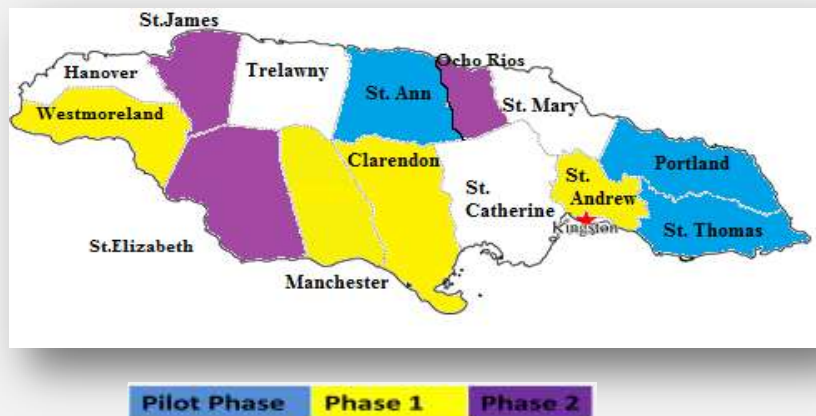 St.James
Ocho Rios
Hanover
Trelawny
St. Ann
St. Mary
Westmoreland
Clarendon
Portland
St.
Andrew
St.
Catherine
Kingston
St. Thomas
St.Elizabeth
Manchester
Pilot Phase
Phase 1
Phase 2